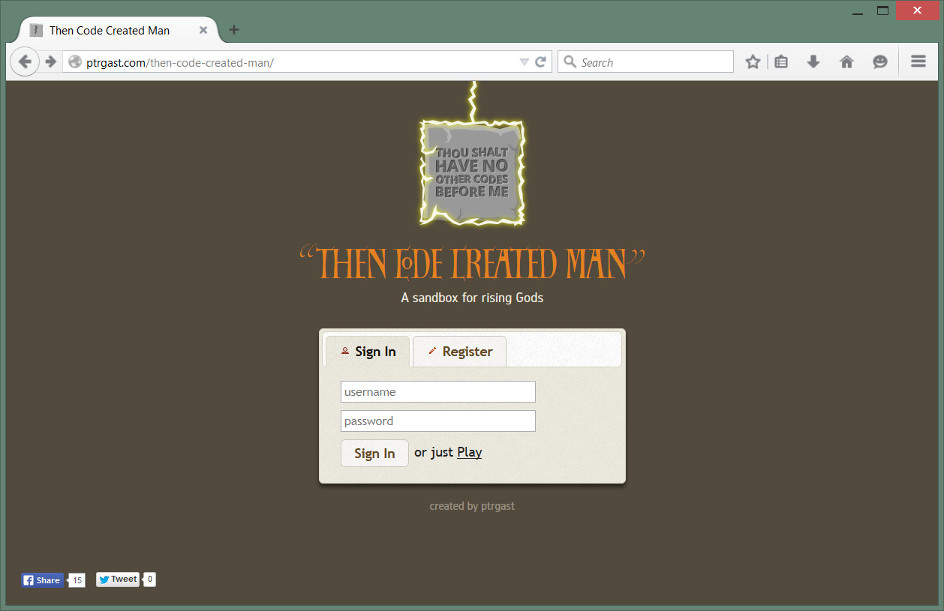 Then Code Created Man
ptrgast.com/then-code-created-man/
Search
THOU SHALT
HAVE NO
OTHER CODES
BEFORE ME
“THEN CODE CREATED MAN”
A sandbox for rising Gods
Sign In
Register
username
password
Sign In or just Play
created by ptrgast
Share 15 Tweet 0